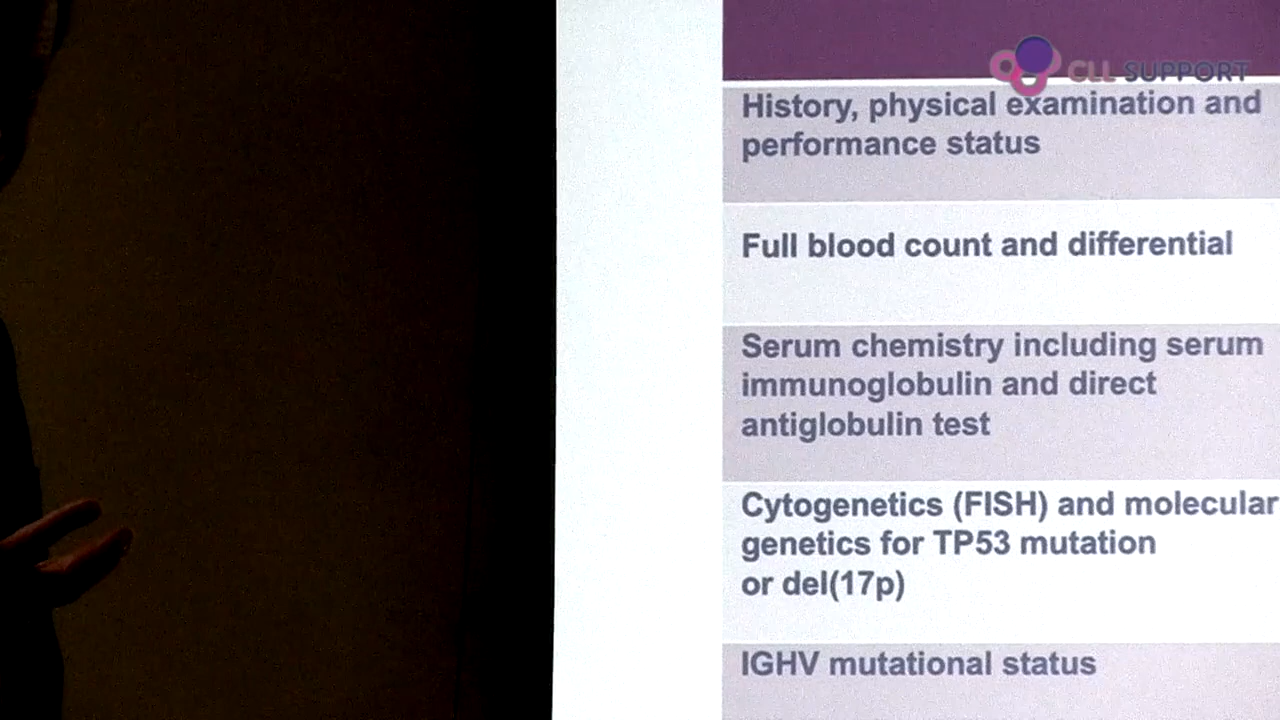 CLL SUPPORT
History, physical examination and
performance status
Full blood count and differential
Serum chemistry including serum
immunoglobulin and direct
antiglobulin test
Cytogenetics (FISH) and molecular
genetics for TP53 mutation
or del(17p)
IGHV mutational status